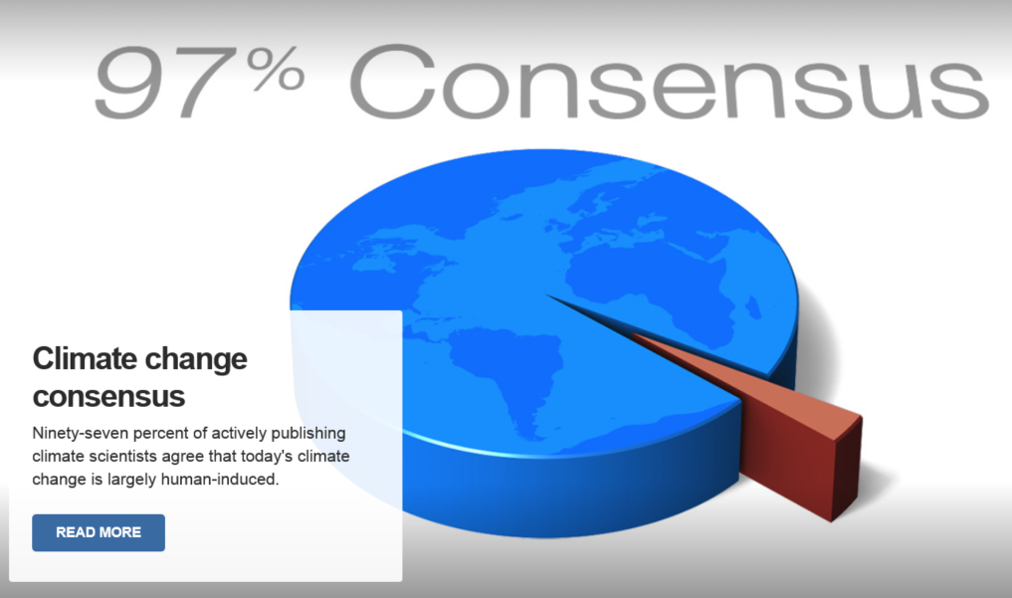 97% Consensus
Climate change
consensus
Ninety-seven percent of actively publishing
climate scientists agree that today's climate
change is largely human-induced.
READ MORE